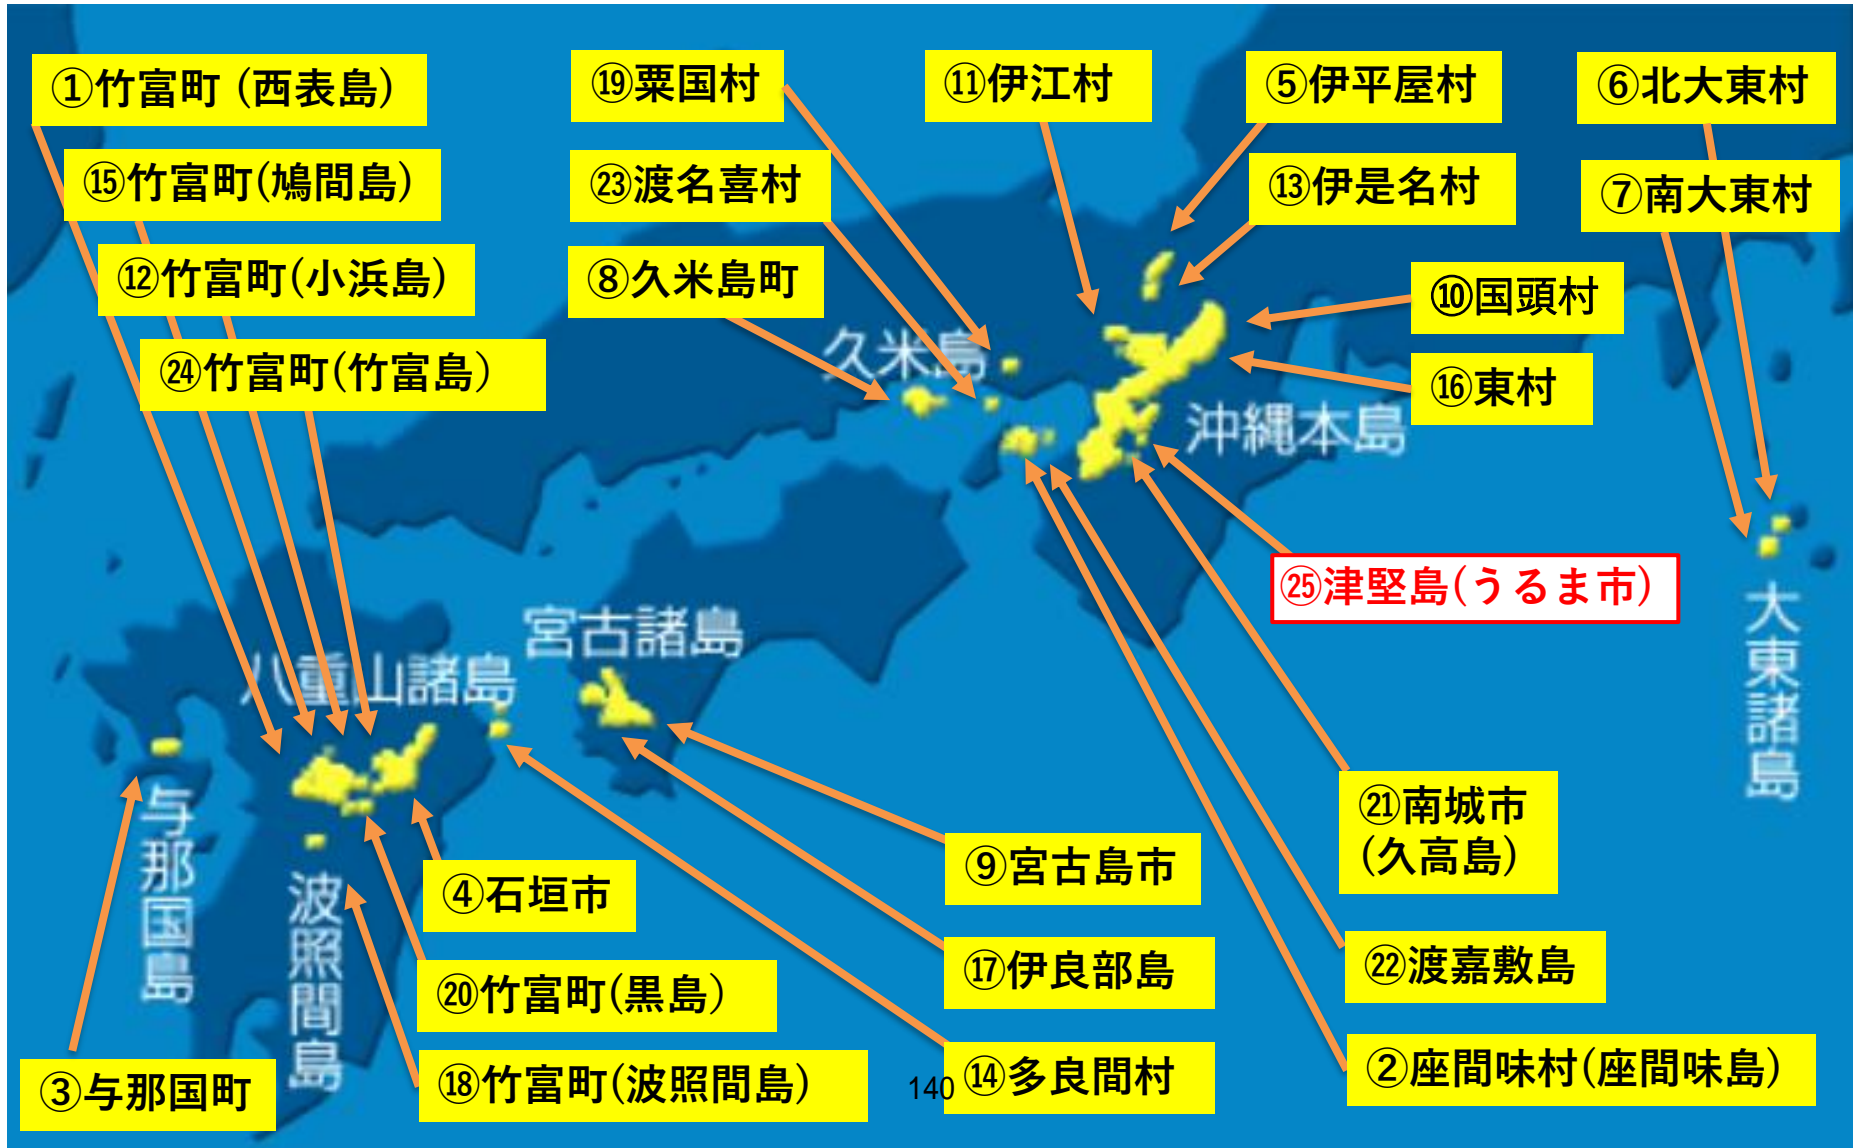 ①竹富町 (西表島)
⑮竹富町(鳩間島)
⑫竹富町(小浜島)
㉔竹富町(竹富島)
⑲粟国村
㉓渡名喜村
⑧久米島町
⑪伊江村
⑤伊平屋村
⑬伊是名村
⑥北大東村
⑦南大東村
⑩国頭村
⑯東村
久米島
沖縄本島
㉕津堅島(うるま市)
大東諸島
宮古諸島
八重山諸島
与那国島
波照間島
㉑南城市
(久高島)
⑨宮古島市
④石垣市
⑰伊良部島
㉒渡嘉敷島
⑳竹富町(黒島)
②座間味村(座間味島)
③与那国町
⑱竹富町(波照間島)
140
⑭多良間村